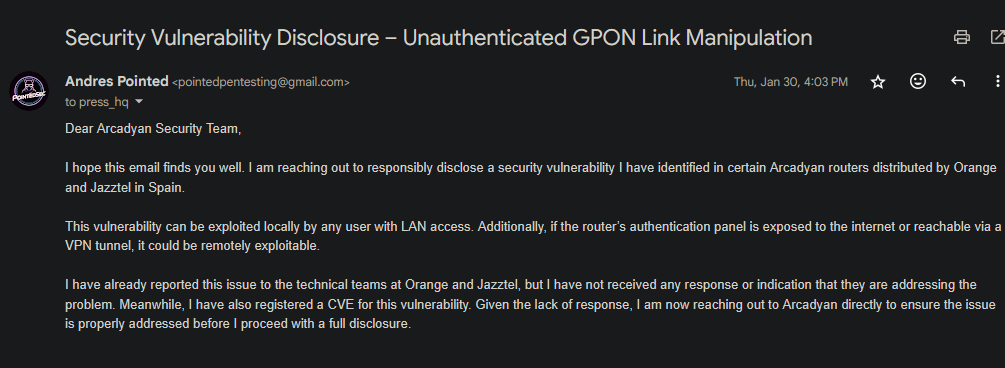 Security Vulnerability Disclosure – Unauthenticated GPON Link Manipulation
Andres Pointed <pointedpentesting@gmail.com>
Thu, Jan 30, 4:03 PM
to press_hq
Dear Arcadyan Security Team,
I hope this email finds you well. I am reaching out to responsibly disclose a security vulnerability I have identified in certain Arcadyan routers distributed by Orange
and Jazztel in Spain.
This vulnerability can be exploited locally by any user with LAN access. Additionally, if the router's authentication panel is exposed to the internet or reachable via a
VPN tunnel, it could be remotely exploitable.
I have already reported this issue to the technical teams at Orange and Jazztel, but I have not received any response or indication that they are addressing the
problem. Meanwhile, I have also registered a CVE for this vulnerability. Given the lack of response, I am now reaching out to Arcadyan directly to ensure the issue
is properly addressed before I proceed with a full disclosure.